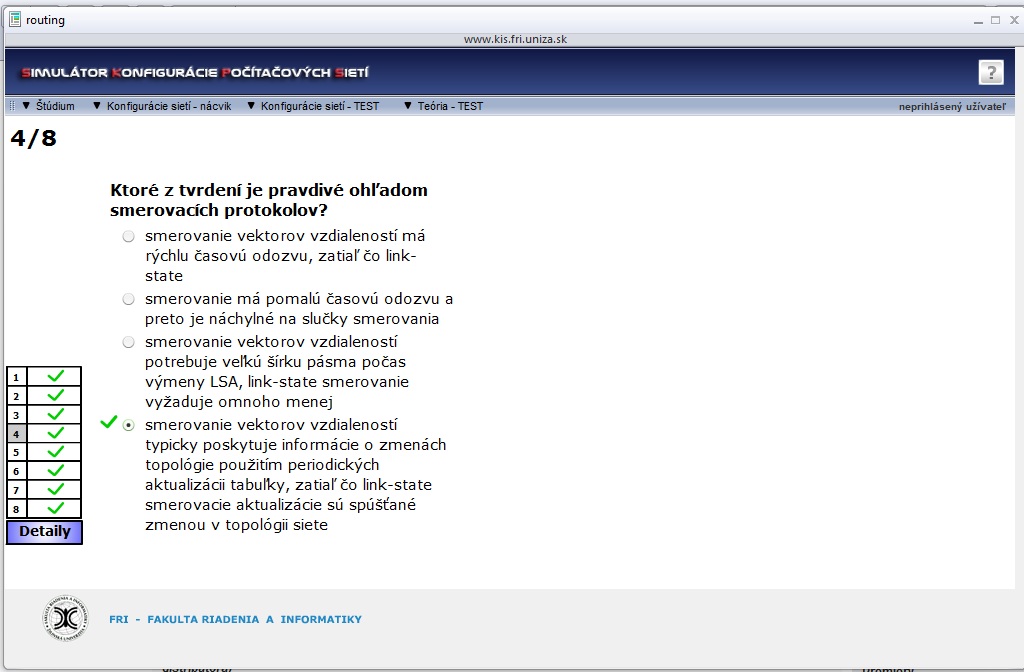 routing
www.kis.fri.uniza.sk
SIMULÁTOR KONFIGURÁCIE POČÍTAČOVÝCH SIETÍ
?
Štúdium
Konfigurácie sietí - nácvik
Konfigurácie sietí - TEST
Teória - TEST
neprihlásený užívateľ
4/8
Ktoré z tvrdení je pravdivé ohľadom
smerovacích protokolov?
smerovanie vektorov vzdialeností má
rýchlu časovú odozvu, zatiaľ čo link-
state
smerovanie má pomalú časovú odozvu a
preto je náchylné na slučky smerovania
smerovanie vektorov vzdialeností
potrebuje veľkú šírku pásma počas
výmeny LSA, link-state smerovanie
vyžaduje omnoho menej
smerovanie vektorov vzdialeností
typicky poskytuje informácie o zmenách
topológie použitím periodických
aktualizácii tabuľky, zatiaľ čo link-state
smerovacie aktualizácie sú spúšťané
zmenou v topológii siete
1
2
3
4
5
6
7
8
Detaily
FRI - FAKULTA RIADENIA A INFORMATIKY